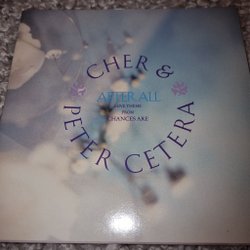 CHER &
AFTER ALL
LOVE THEME
FROM
CHANCES ARE
PETER CETERA